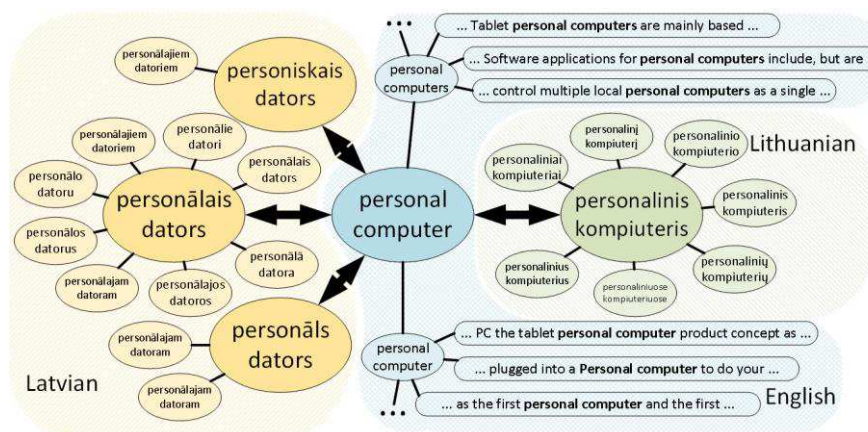 personālajiem
datoriem
personiskais
dators
personālajiem
datoriem
personālie
datori
personālo
datoru
personālais
dators
personālais
dators
personālos
datorus
personālā
datora
personālajam
datoram
personālajos
datoros
personālajam
datoram
personāls
dators
personālajam
datoram
Latvian
personal
computer
...
personal
computers
... Tablet personal computers are mainly based ...
... Software applications for personal computers include, but are
... control multiple local personal computers as a single ...
Lithuanian
personalinį
kompiuterį
personalinio
kompiuterio
personaliniai
kompiuteriai
personalinis
kompiuteris
personalinis
kompiuteris
personalinius
kompiuterius
personalinių
kompiuterių
personaliniuose
kompiuteriuose
personal
computer
...
... PC the tablet personal computer product concept as ...
... plugged into a Personal computer to do your ...
... as the first personal computer and the first ...
English